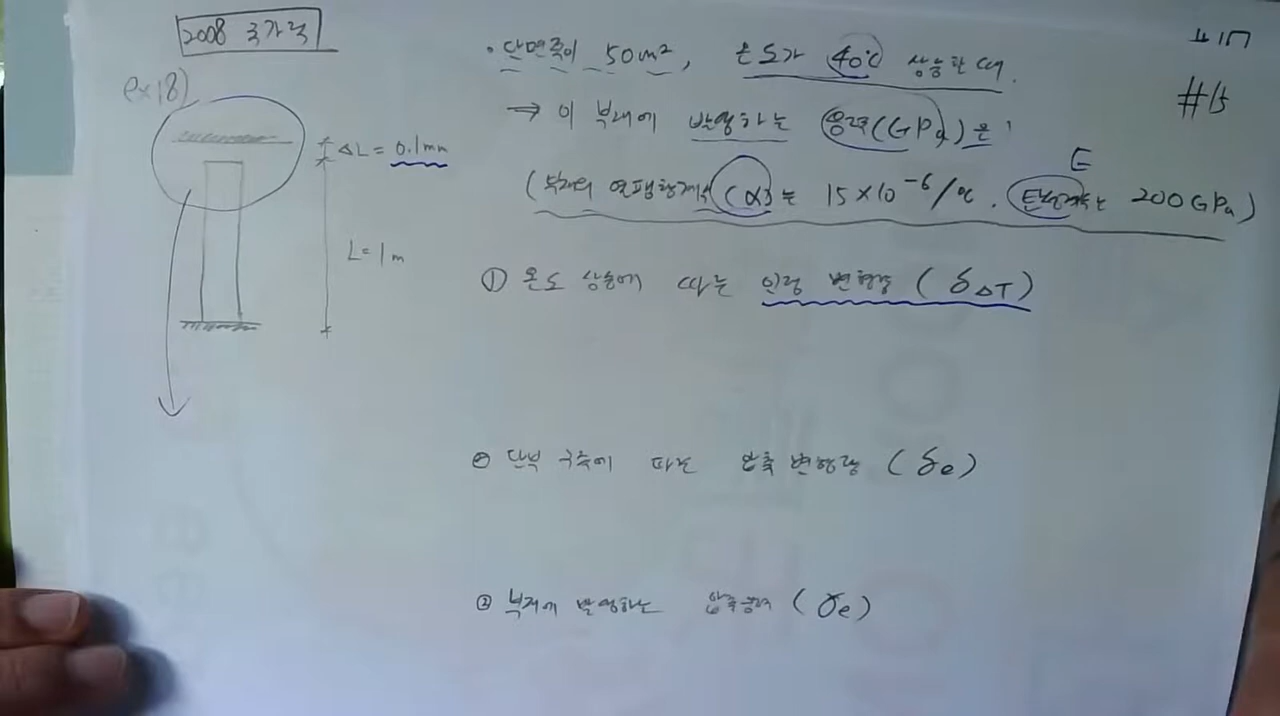 2008 국가직
#17
#15
ex18)
ΔL = 0.1mm
L = 1m
• 단면적이 50m², 온도가 40℃ 상승한 때.
→ 이 부재에 발생하는 응력(GPa)은?
(부재의 열팽창계수(α)는 15×10⁻⁶/℃. 탄성계수는 200GPa)
E
① 온도 상승에 따른 인장 변형량 (δΔT)
② 단부 구속에 따른 압축 변형량 (δe)
③ 부재에 발생하는 압축응력 (σe)